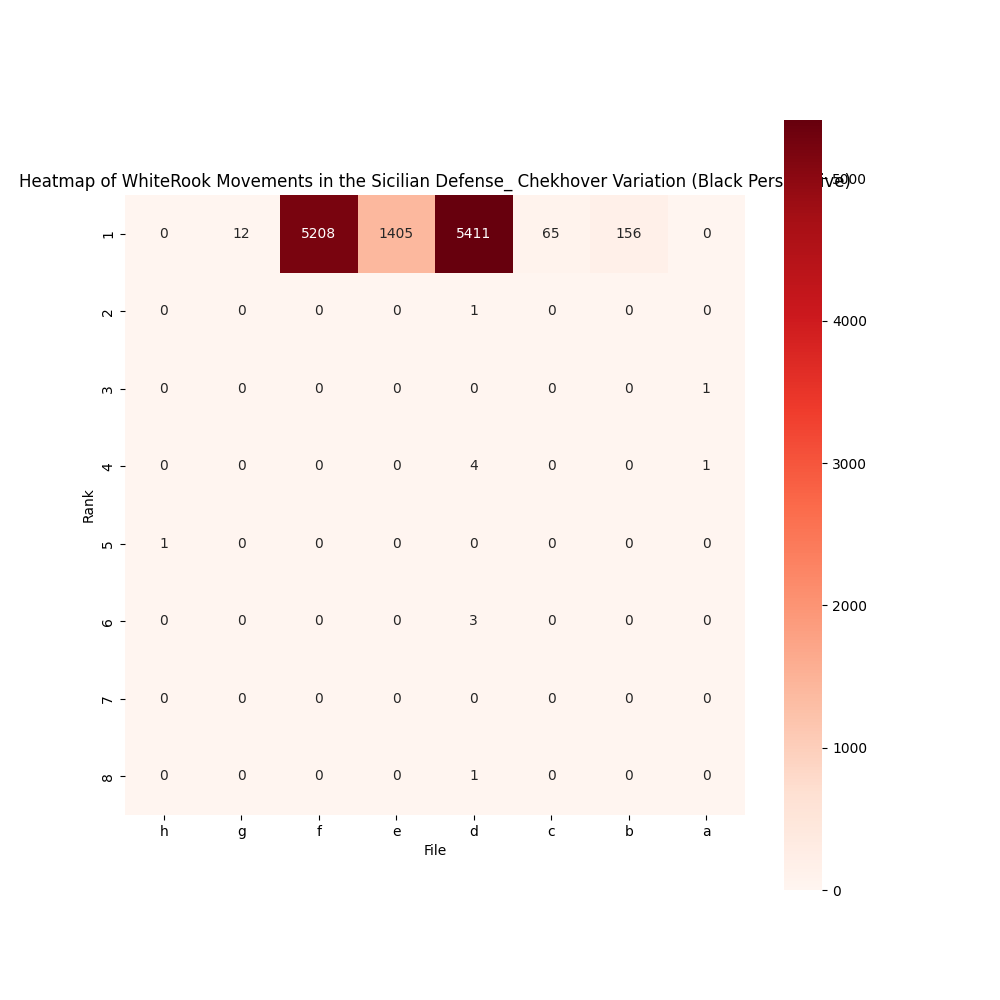 Heatmap of WhiteRook Movements in the Sicilian Defense_ Chekhover Variation (Black Pers ive)
5000
1 0 12 5208 1405 5411 65 156 0
2 0 0 0 0 1 0 0 0
4000
3 0 0 0 0 0 0 0 1
3000
4 0 0 0 0 4 0 0 1
Rank
5 1 0 0 0 0 0 0 0
2000
6 0 0 0 0 3 0 0 0
7 0 0 0 0 0 0 0 0
1000
8 0 0 0 0 1 0 0 0
h g f e d c b a
File
0